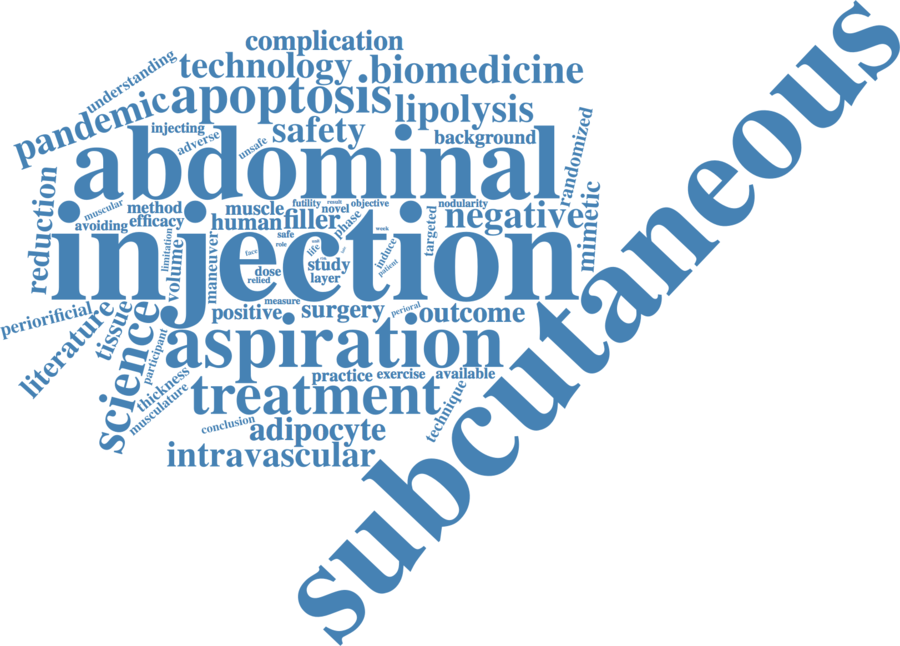 complication
understanding
technology
biomedicine
pandemic
apoptosis
lipolysis
injecting
adverse
unsafe
safety
background
randomized
abdominal
subcutaneous
reduction
muscular
method
muscle
futility
result
novel
objective
nodularity
avoiding
efficacy
human
filler
phase
targeted
negative
mimetic
limitation
volume
maneuver
safe
role
face
life
week
induce
patient
injection
dose
relied
study
layer
measure
periorificial
positive
surgery
perioral
outcome
literature
tissue
science
participant
aspiration
thickness
musculature
practice
exercise
available
treatment
technique
conclusion
adipocyte
intravascular